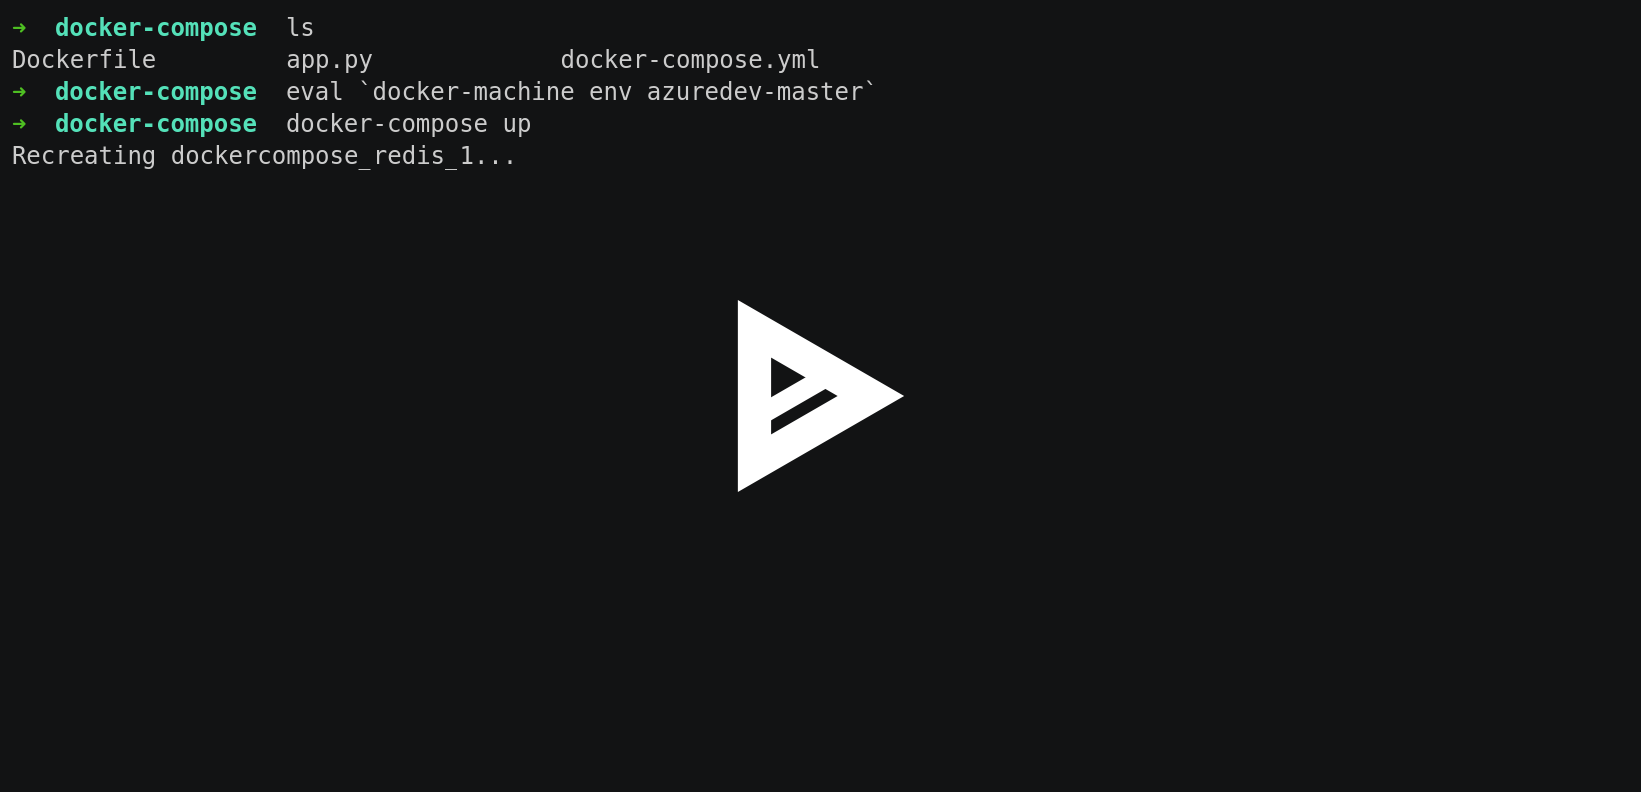 ➜  docker-compose  ls
Dockerfile         app.py             docker-compose.yml
➜  docker-compose  eval `docker-machine env azuredev-master`
➜  docker-compose  docker-compose up
Recreating dockercompose_redis_1...